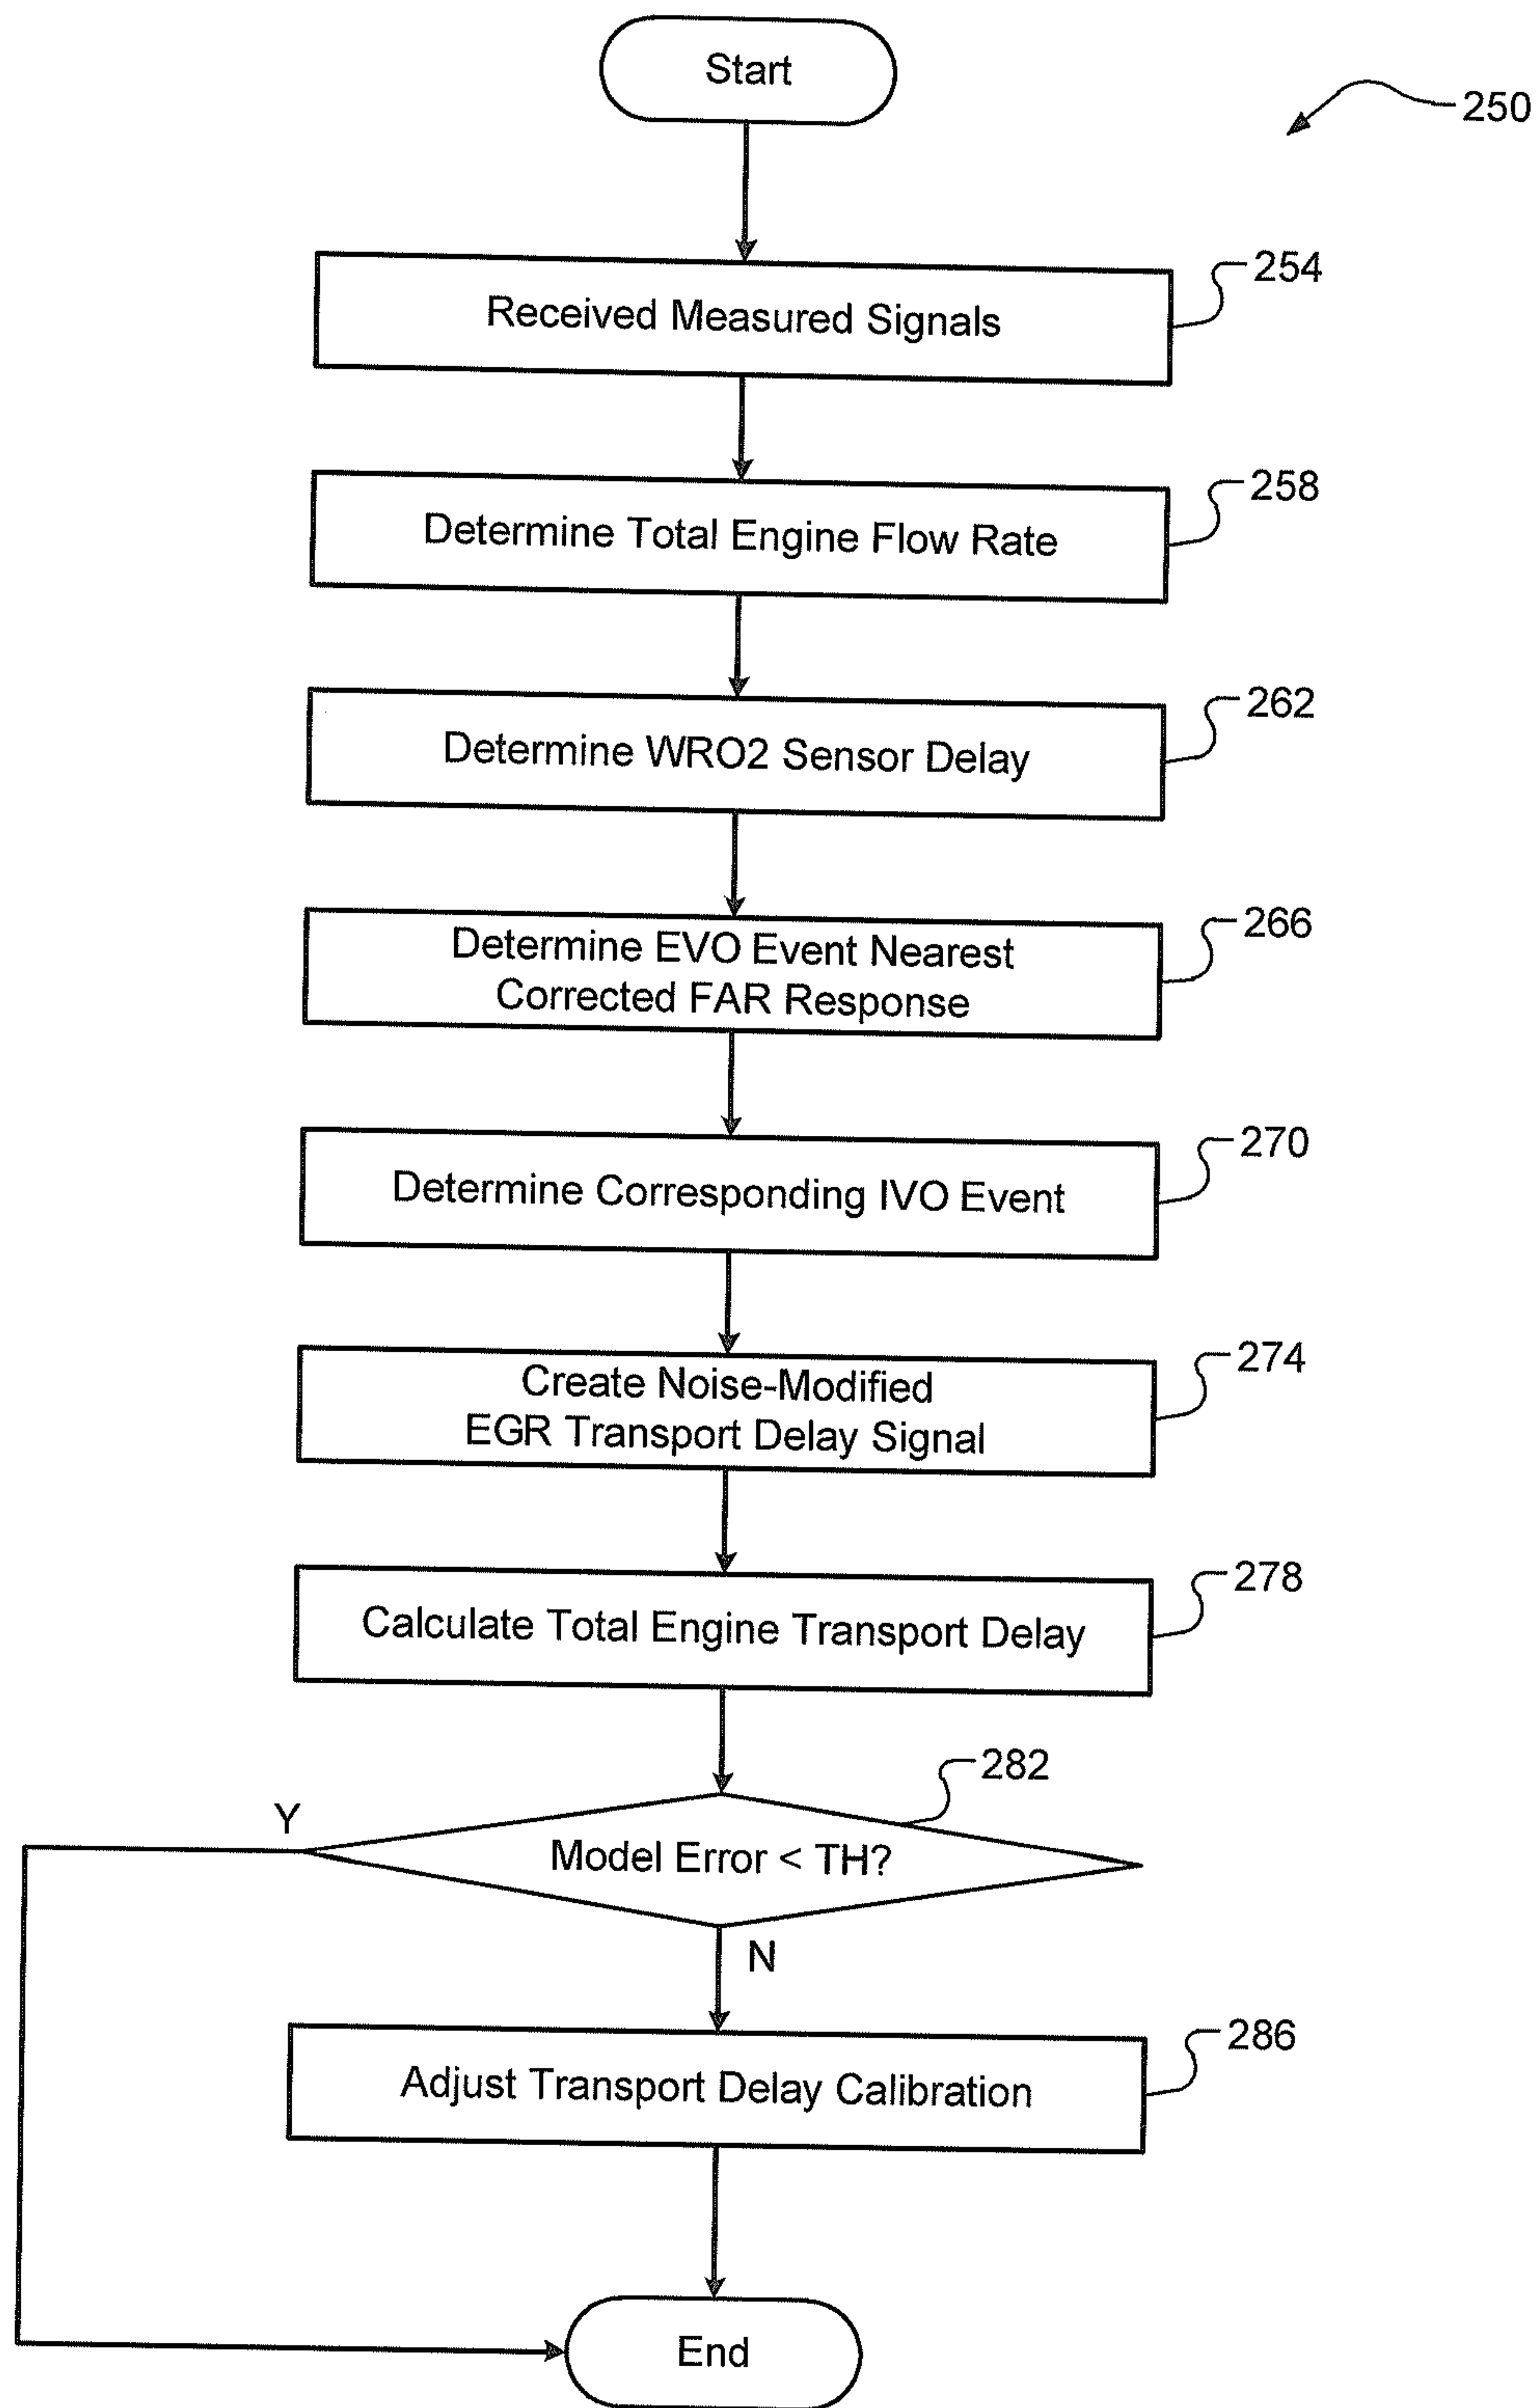 Start
250
Received Measured Signals
254
Determine Total Engine Flow Rate
258
Determine WRO2 Sensor Delay
262
Determine EVO Event Nearest
Corrected FAR Response
266
Determine Corresponding IVO Event
270
Create Noise-Modified
EGR Transport Delay Signal
274
Calculate Total Engine Transport Delay
278
282
Y
Model Error < TH?
N
Adjust Transport Delay Calibration
286
End